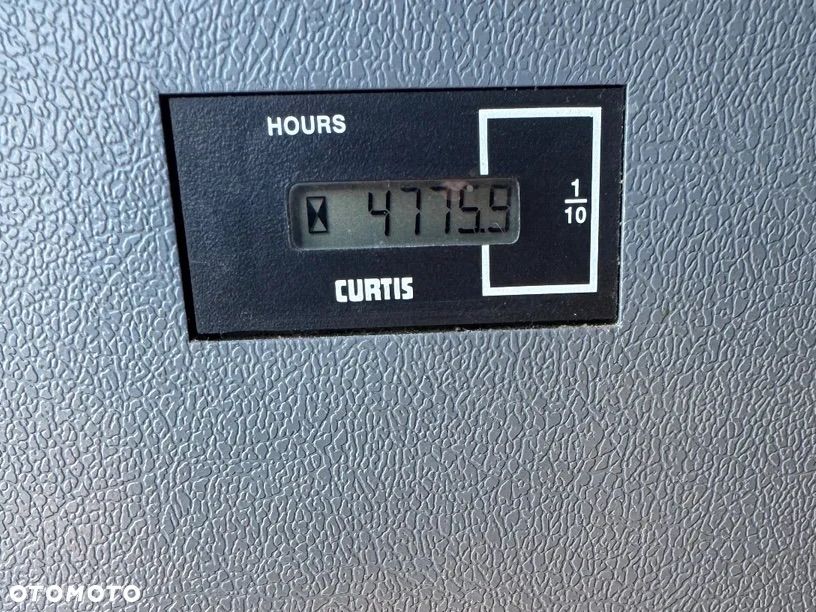 HOURS
4775.9
1
10
CURTIS
OTOMOTO